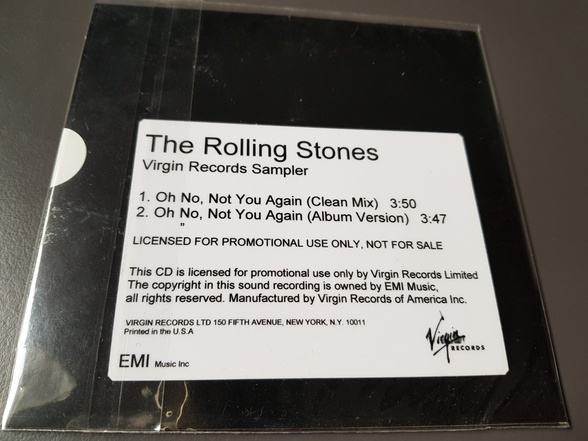 The Rolling Stones
Virgin Records Sampler
1. Oh No, Not You Again (Clean Mix) 3:50
2. Oh No, Not You Again (Album Version) 3:47
"
LICENSED FOR PROMOTIONAL USE ONLY, NOT FOR SALE
This CD is licensed for promotional use only by Virgin Records Limited
The copyright in this sound recording is owned by EMI Music,
all rights reserved. Manufactured by Virgin Records of America Inc.
VIRGIN RECORDS LTD 150 FIFTH AVENUE, NEW YORK, N.Y. 10011
Printed in the U.S.A
Virgin
RECORDS
EMI Music Inc